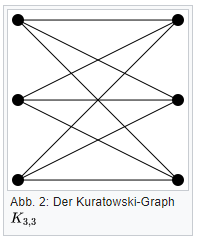 Abb. 2: Der Kuratowski-Graph
K₃,₃